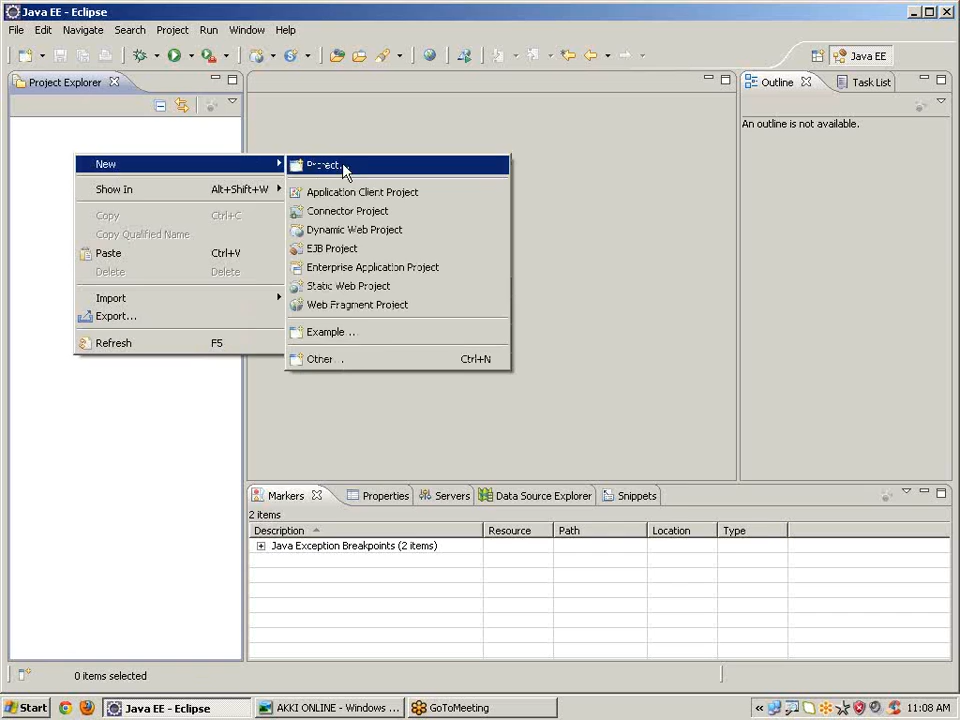 Java EE - Eclipse
File Edit Navigate Search Project Run Window Help
Java EE
Project Explorer
Outline Task List
An outline is not available.
New
Show In Alt+Shift+W
Copy Ctrl+C
Copy Qualified Name
Paste Ctrl+V
Delete Delete
Import
Export...
Refresh F5
Project...
Application Client Project
Connector Project
Dynamic Web Project
EJB Project
Enterprise Application Project
Static Web Project
Web Fragment Project
Example...
Other... Ctrl+N
Markers Properties Servers Data Source Explorer Snippets
2 items
Description Resource Path Location Type
Java Exception Breakpoints (2 items)
0 items selected
Start Java EE - Eclipse AKKI ONLINE - Windows ... GoToMeeting 11:08 AM